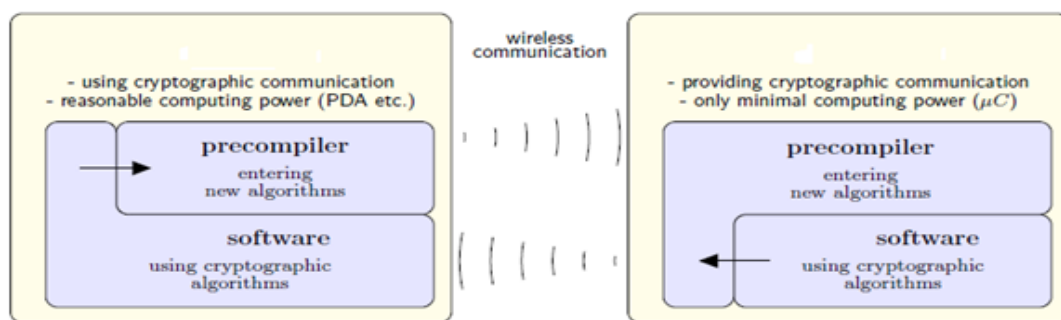 wireless
communication
- using cryptographic communication
- reasonable computing power (PDA etc.)
precompiler
entering
new algorithms
software
using cryptographic
algorithms
- providing cryptographic communication
- only minimal computing power (μC)
precompiler
entering
new algorithms
software
using cryptographic
algorithms